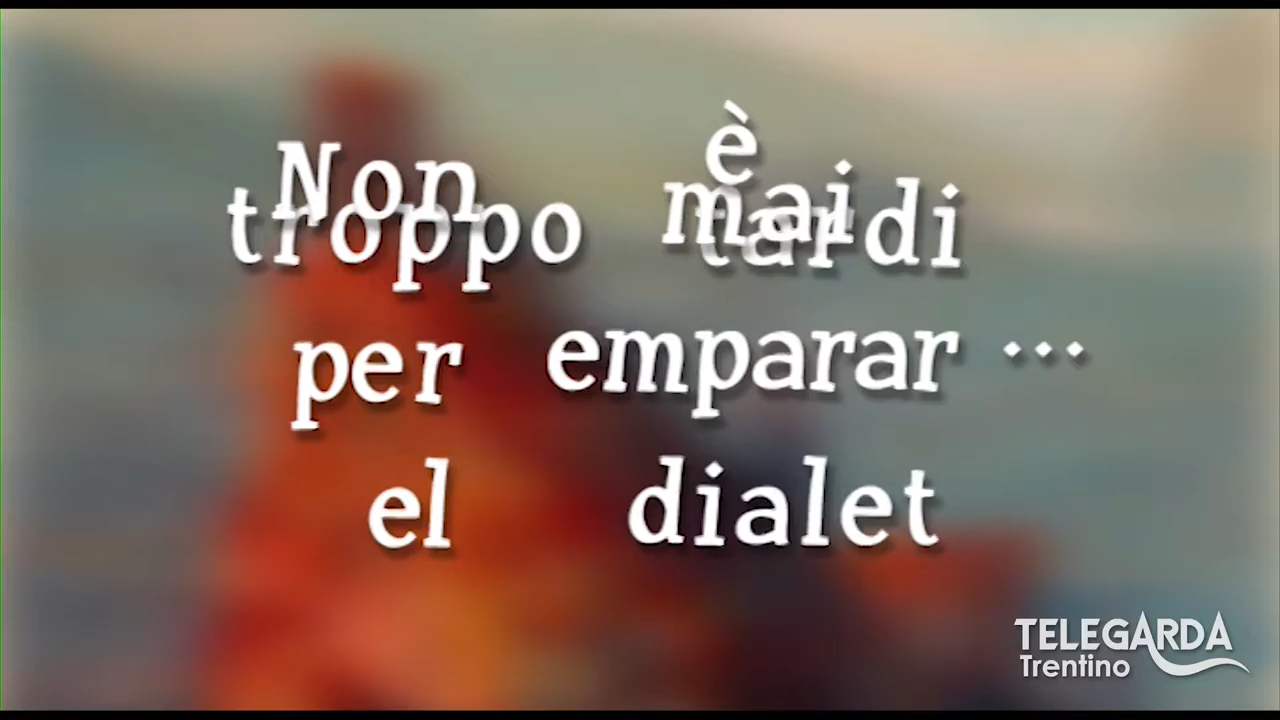 Non è mai
troppo tardi
per emparar ...
el dialet
TELEGARDA
Trentino